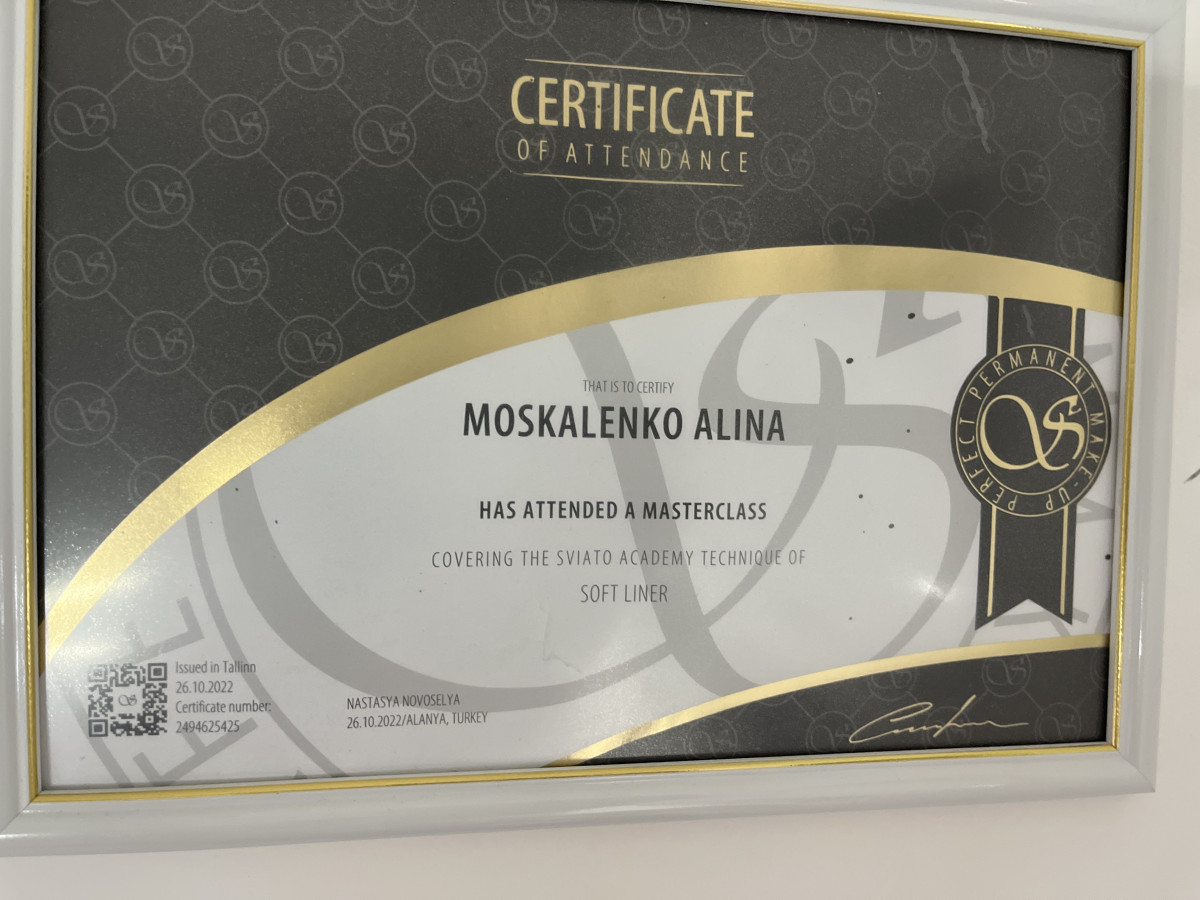 CERTIFICATE
OF ATTENDANCE
THAT IS TO CERTIFY
MOSKALENKO ALINA
HAS ATTENDED A MASTERCLASS
COVERING THE SVIATO ACADEMY TECHNIQUE OF
SOFT LINER
PERFECT PERMANENT MAKE-UP
S
Issued in Tallinn
26.10.2022
Certificate number:
2494625425
NASTASYA NOVOSELYA
26.10.2022/ALANYA, TURKEY